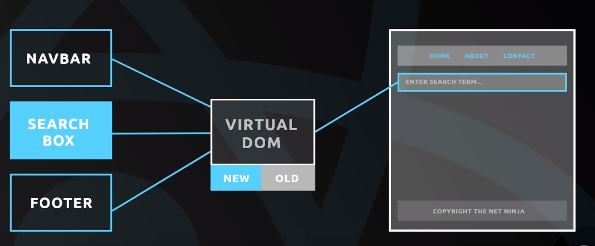 NAVBAR
SEARCH
BOX
FOOTER
VIRTUAL
DOM
NEW OLD
HOME ABOUT CONTACT
ENTER SEARCH TERM...
COPYRIGHT THE NET NINJA